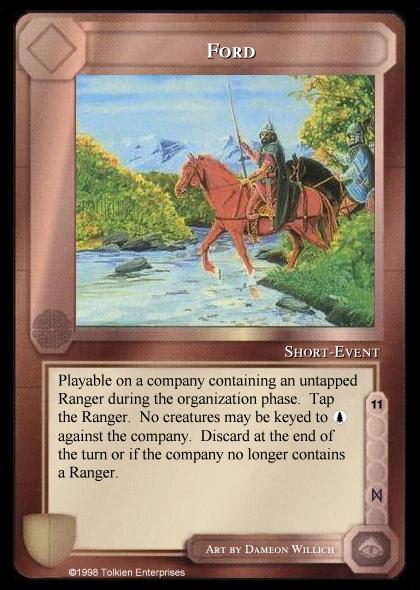 Ford
Short-Event
Playable on a company containing an untapped
Ranger during the organization phase.  Tap
the Ranger.  No creatures may be keyed to
against the company.  Discard at the end of
the turn or if the company no longer contains
a Ranger.
11
Art by Dameon Willich
©1998 Tolkien Enterprises